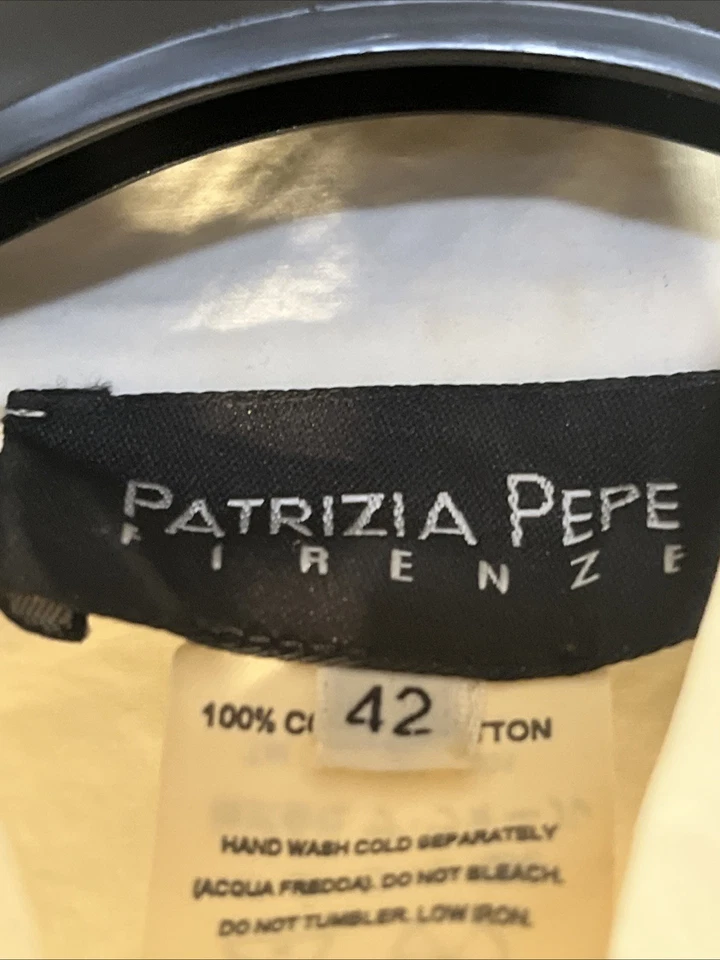 PATRIZIA PEPE
FIRENZE
42
100% CO TTON
HAND WASH COLD SEPARATELY
(ACQUA FREDDA). DO NOT BLEACH.
DO NOT TUMBLER. LOW IRON.